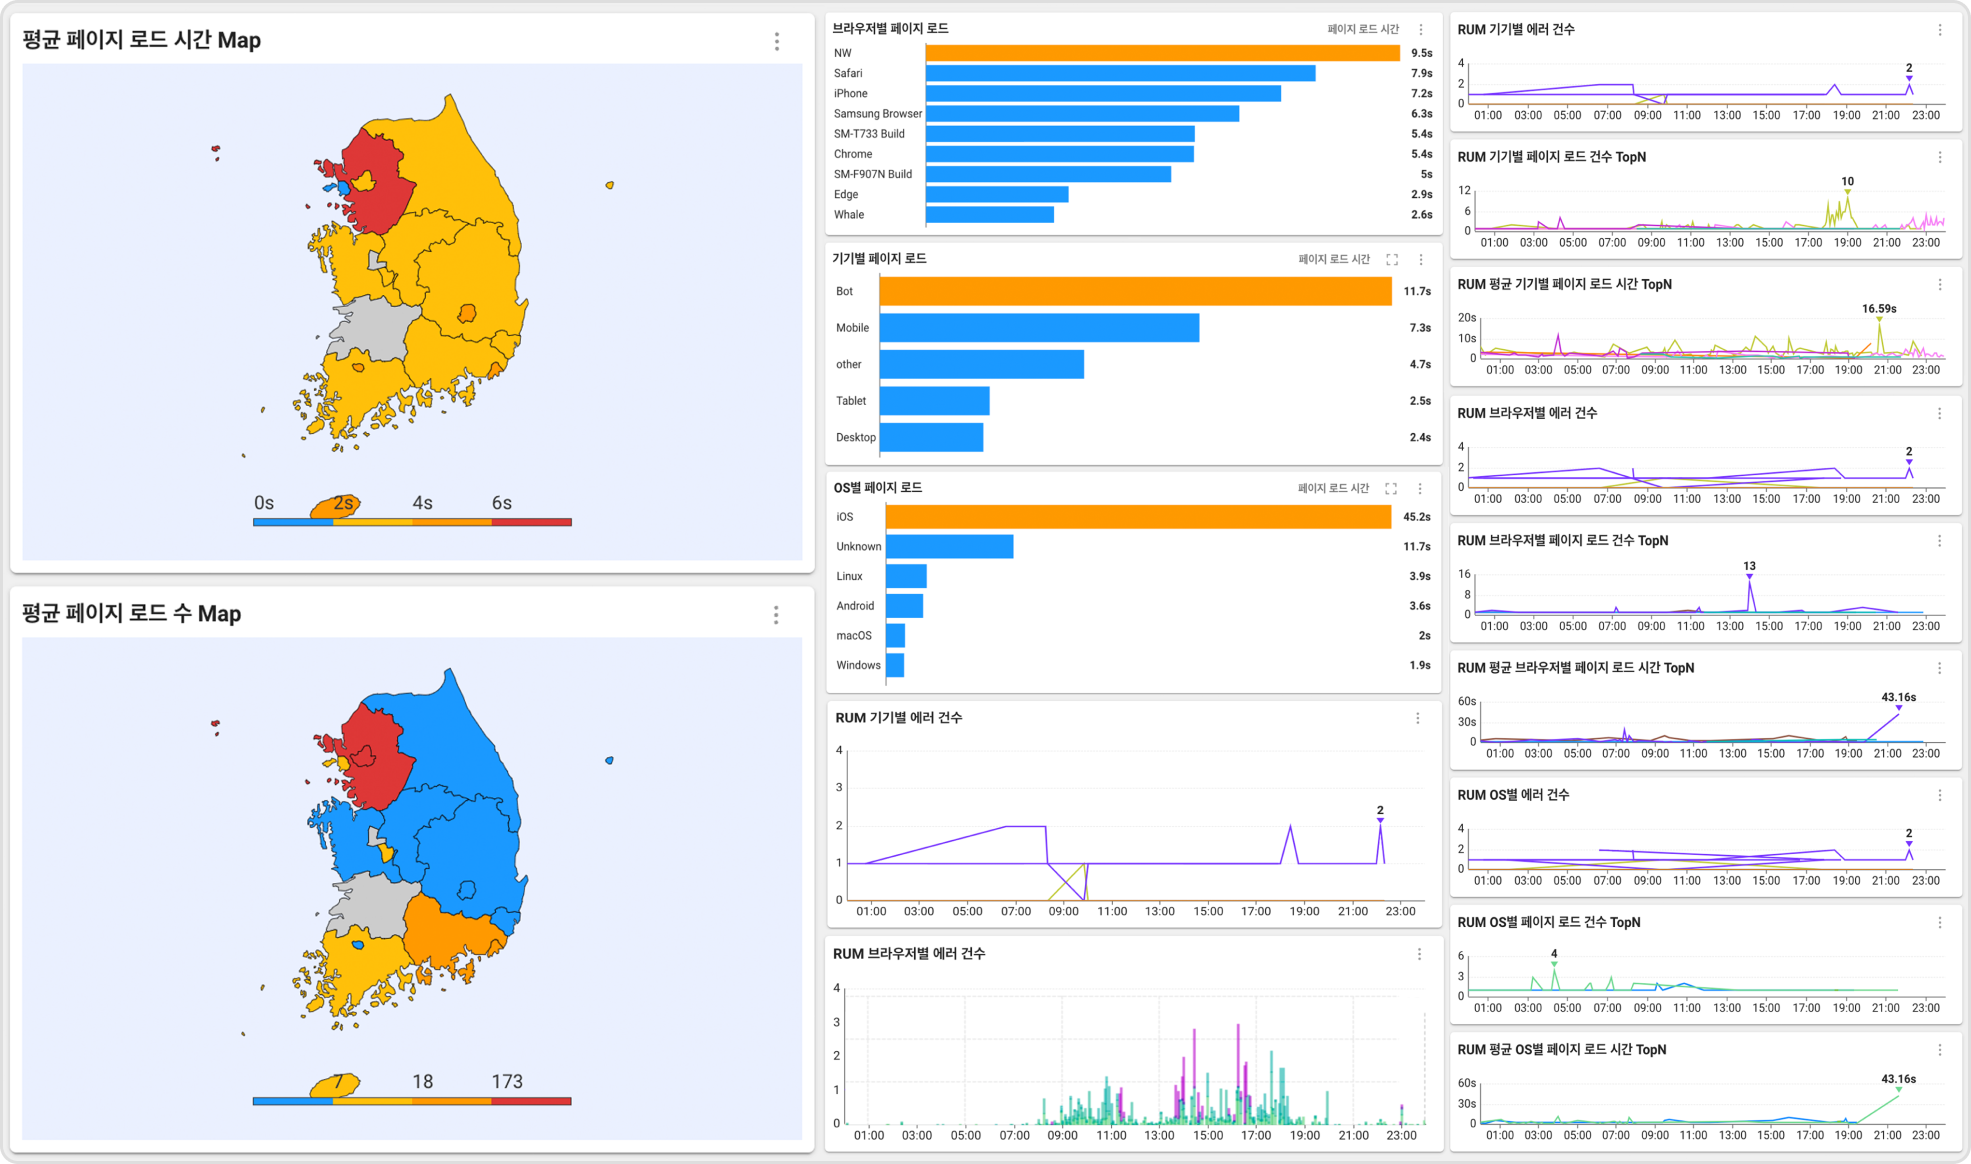 평균 페이지 로드 시간 Map
0s 2s 4s 6s
평균 페이지 로드 수 Map
7 18 173
브라우저별 페이지 로드
페이지 로드 시간
NW 9.5s
Safari 7.9s
iPhone 7.2s
Samsung Browser 6.3s
SM-T733 Build 5.4s
Chrome 5.4s
SM-F907N Build 5s
Edge 2.9s
Whale 2.6s
기기별 페이지 로드
페이지 로드 시간
Bot 11.7s
Mobile 7.3s
other 4.7s
Tablet 2.5s
Desktop 2.4s
OS별 페이지 로드
페이지 로드 시간
iOS 45.2s
Unknown 11.7s
Linux 3.9s
Android 3.6s
macOS 2s
Windows 1.9s
RUM 기기별 에러 건수
4
3
2
2
1
0
01:00 03:00 05:00 07:00 09:00 11:00 13:00 15:00 17:00 19:00 21:00 23:00
RUM 브라우저별 에러 건수
4
3
2
1
0
01:00 03:00 05:00 07:00 09:00 11:00 13:00 15:00 17:00 19:00 21:00 23:00
RUM 기기별 에러 건수
4
2
2
0
01:00 03:00 05:00 07:00 09:00 11:00 13:00 15:00 17:00 19:00 21:00 23:00
RUM 기기별 페이지 로드 건수 TopN
10
12
6
0
01:00 03:00 05:00 07:00 09:00 11:00 13:00 15:00 17:00 19:00 21:00 23:00
RUM 평균 기기별 페이지 로드 시간 TopN
16.59s
20s
10s
0
01:00 03:00 05:00 07:00 09:00 11:00 13:00 15:00 17:00 19:00 21:00 23:00
RUM 브라우저별 에러 건수
4
2
2
0
01:00 03:00 05:00 07:00 09:00 11:00 13:00 15:00 17:00 19:00 21:00 23:00
RUM 브라우저별 페이지 로드 건수 TopN
13
16
8
0
01:00 03:00 05:00 07:00 09:00 11:00 13:00 15:00 17:00 19:00 21:00 23:00
RUM 평균 브라우저별 페이지 로드 시간 TopN
43.16s
60s
30s
0
01:00 03:00 05:00 07:00 09:00 11:00 13:00 15:00 17:00 19:00 21:00 23:00
RUM OS별 에러 건수
4
2
2
0
01:00 03:00 05:00 07:00 09:00 11:00 13:00 15:00 17:00 19:00 21:00 23:00
RUM OS별 페이지 로드 건수 TopN
4
6
3
0
01:00 03:00 05:00 07:00 09:00 11:00 13:00 15:00 17:00 19:00 21:00 23:00
RUM 평균 OS별 페이지 로드 시간 TopN
43.16s
60s
30s
0
01:00 03:00 05:00 07:00 09:00 11:00 13:00 15:00 17:00 19:00 21:00 23:00